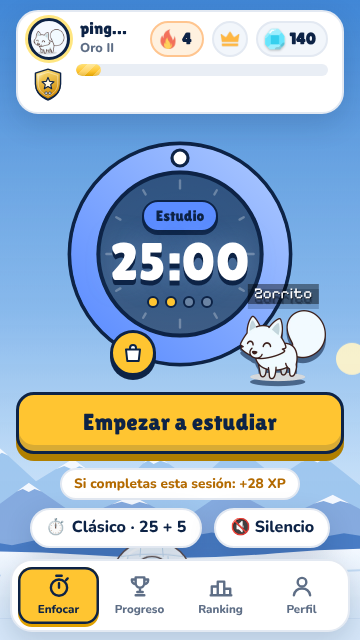 ping...
Oro II
4
140
Estudio
25:00
Zorrito
Empezar a estudiar
Si completas esta sesión: +28 XP
Clásico · 25 + 5
Silencio
Enfocar
Progreso
Ranking
Perfil